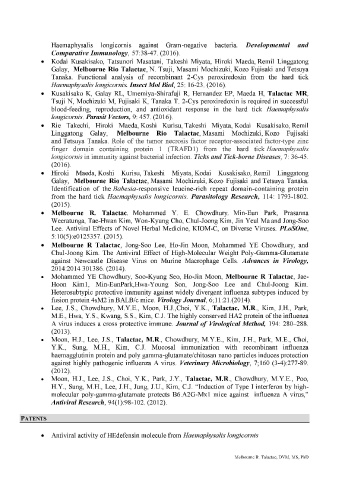 Haemaphysalis longicornis against Gram-negative bacteria. Developmental and
Comparative Immunology, 57:38-47. (2016).
• Kodai Kusakisako, Tatsunori Masatani, Takeshi Miyata, Hiroki Maeda, Remil Linggatong
Galay, Melbourne Rio Talactac, N. Tsuji, Masami Mochizuki, Kozo Fujisaki and Tetsuya
Tanaka. Functional analysis of recombinant 2-Cys peroxiredoxin from the hard tick
Haemaphysalis longicornis. Insect Mol Biol, 25: 16-23. (2016).
• Kusakisako K, Galay RL, Umemiya-Shirafuji R, Hernandez EP, Maeda H, Talactac MR,
Tsuji N, Mochizuki M, Fujisaki K, Tanaka T. 2-Cys peroxiredoxin is required in successful
blood-feeding, reproduction, and antioxidant response in the hard tick Haemaphysalis
longicornis. Parasit Vectors, 9: 457. (2016).
• Rie Takechi, Hiroki Maeda, Koshi Kurisu, Takeshi Miyata, Kodai Kusakisako, Remil
Linggatong Galay, Melbourne Rio Talactac, Masami Mochizuki, Kozo Fujisaki
and Tetsuya Tanaka. Role of the tumor necrosis factor receptor-associated factor-type zinc
finger domain containing protein 1 (TRAFD1) from the hard tick Haemaphysalis
longicornis in immunity against bacterial infection. Ticks and Tick-borne Diseases, 7: 36-45.
(2016).
• Hiroki Maeda, Koshi Kurisu, Takeshi Miyata, Kodai Kusakisako, Remil Linggatong
Galay, Melbourne Rio Talactac, Masami Mochizuki, Kozo Fujisaki and Tetsuya Tanaka.
Identification of the Babesia-responsive leucine-rich repeat domain-containing protein
from the hard tick Haemaphysalis longicornis. Parasitology Research, 114: 1793-1802.
(2015).
• Melbourne R. Talactac, Mohammed Y. E. Chowdhury, Min-Eun Park, Prasanna
Weeratunga, Tae-Hwan Kim, Won-Kyung Cho, Chul-Joong Kim, Jin Yeul Ma and Jong-Soo
Lee. Antiviral Effects of Novel Herbal Medicine, KIOM-C, on Diverse Viruses. PLoSOne,
5:10(5):e0125357. (2015).
• Melbourne R Talactac, Jong-Soo Lee, Ho-Jin Moon, Mohammed YE Chowdhury, and
Chul-Joong Kim. The Antiviral Effect of High-Molecular Weight Poly-Gamma-Glutamate
against Newcastle Disease Virus on Murine Macrophage Cells. Advances in Virology,
2014:2014 301386. (2014).
• Mohammed YE Chowdhury, Soo-Kyung Seo, Ho-Jin Moon, Melbourne R Talactac, Jae-
Hoon Kim1, Min-EunPark,Hwa-Young Son, Jong-Soo Lee and Chul-Joong Kim.
Heterosubtypic protective immunity against widely divergent influenza subtypes induced by
fusion protein 4sM2 in BALB/c mice. Virology Journal, 6;11:21.(2014).
• Lee, J.S., Chowdhury, M.Y.E., Moon, H.J.,Choi, Y.K., Talactac, M.R., Kim, J.H., Park,
M.E., Hwa, Y.S., Kwang, S.S., Kim, C.J. The highly conserved HA2 protein of the influenza
A virus induces a cross protective immune. Journal of Virological Method, 194: 280–288.
(2013).
• Moon, H.J., Lee, J.S., Talactac, M.R., Chowdhury, M.Y.E., Kim, J.H., Park, M.E., Choi,
Y.K., Sung, M.H., Kim, C.J. Mucosal immunization with recombinant influenza
haemagglutinin protein and poly gamma-glutamate/chitosan nano particles induces protection
against highly pathogenic influenza A virus. Veterinary Microbiology, 7;160 (1-4):277-89.
(2012).
• Moon, H.J., Lee, J.S., Choi, Y.K., Park, J.Y., Talactac, M.R., Chowdhury, M.Y.E., Poo,
H.Y., Sung, M.H., Lee, J.H., Jung, J.U., Kim, C.J. "Induction of Type I interferon by high-
molecular poly-gamma-glutamate protects B6.A2G-Mx1 mice against influenza A virus,"
Antiviral Research, 94(1):98-102. (2012).
PATENTS
• Antiviral activity of HEdefensin molecule from Haemaphysalis longicornis
Melbourne R. Talactac, DVM, MS, PhD